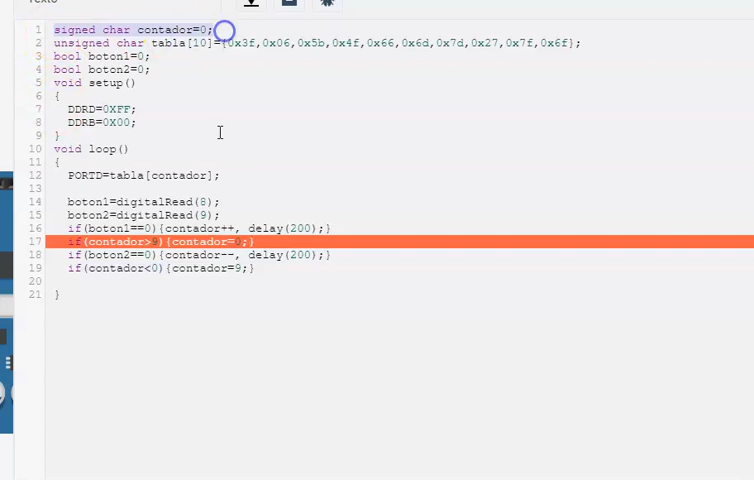 Texto
1 signed char contador=0;
2 unsigned char tabla[10]={0x3f,0x06,0x5b,0x4f,0x66,0x6d,0x7d,0x27,0x7f,0x6f};
3 bool boton1=0;
4 bool boton2=0;
5 void setup()
6 {
7 DDRD=0XFF;
8 DDRB=0X00;
9 }
10 void loop()
11 {
12 PORTD=tabla[contador];
13
14 boton1=digitalRead(8);
15 boton2=digitalRead(9);
16 if(boton1==0){contador++, delay(200);}
17 if(contador>9){contador=0;}
18 if(boton2==0){contador--, delay(200);}
19 if(contador<0){contador=9;}
20
21 }